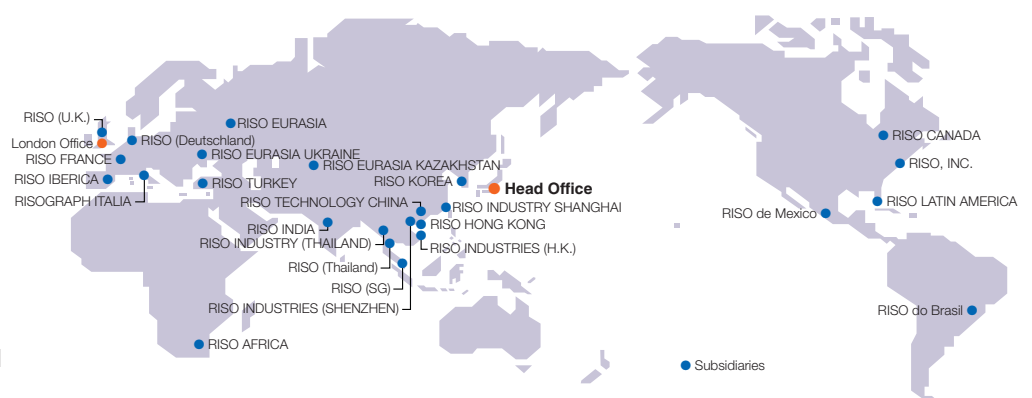 RISO (U.K.)
London Office
RISO FRANCE
RISO IBERICA
RISOGRAPH ITALIA
RISO (Deutschland)
RISO EURASIA
RISO EURASIA UKRAINE
RISO EURASIA KAZAKHSTAN
RISO TURKEY
RISO KOREA
Head Office
RISO TECHNOLOGY CHINA
RISO INDUSTRY SHANGHAI
RISO INDIA
RISO HONG KONG
RISO INDUSTRY (THAILAND)
RISO INDUSTRIES (H.K.)
RISO (Thailand)
RISO (SG)
RISO INDUSTRIES (SHENZHEN)
RISO AFRICA
RISO CANADA
RISO, INC.
RISO LATIN AMERICA
RISO de Mexico
RISO do Brasil
Subsidiaries